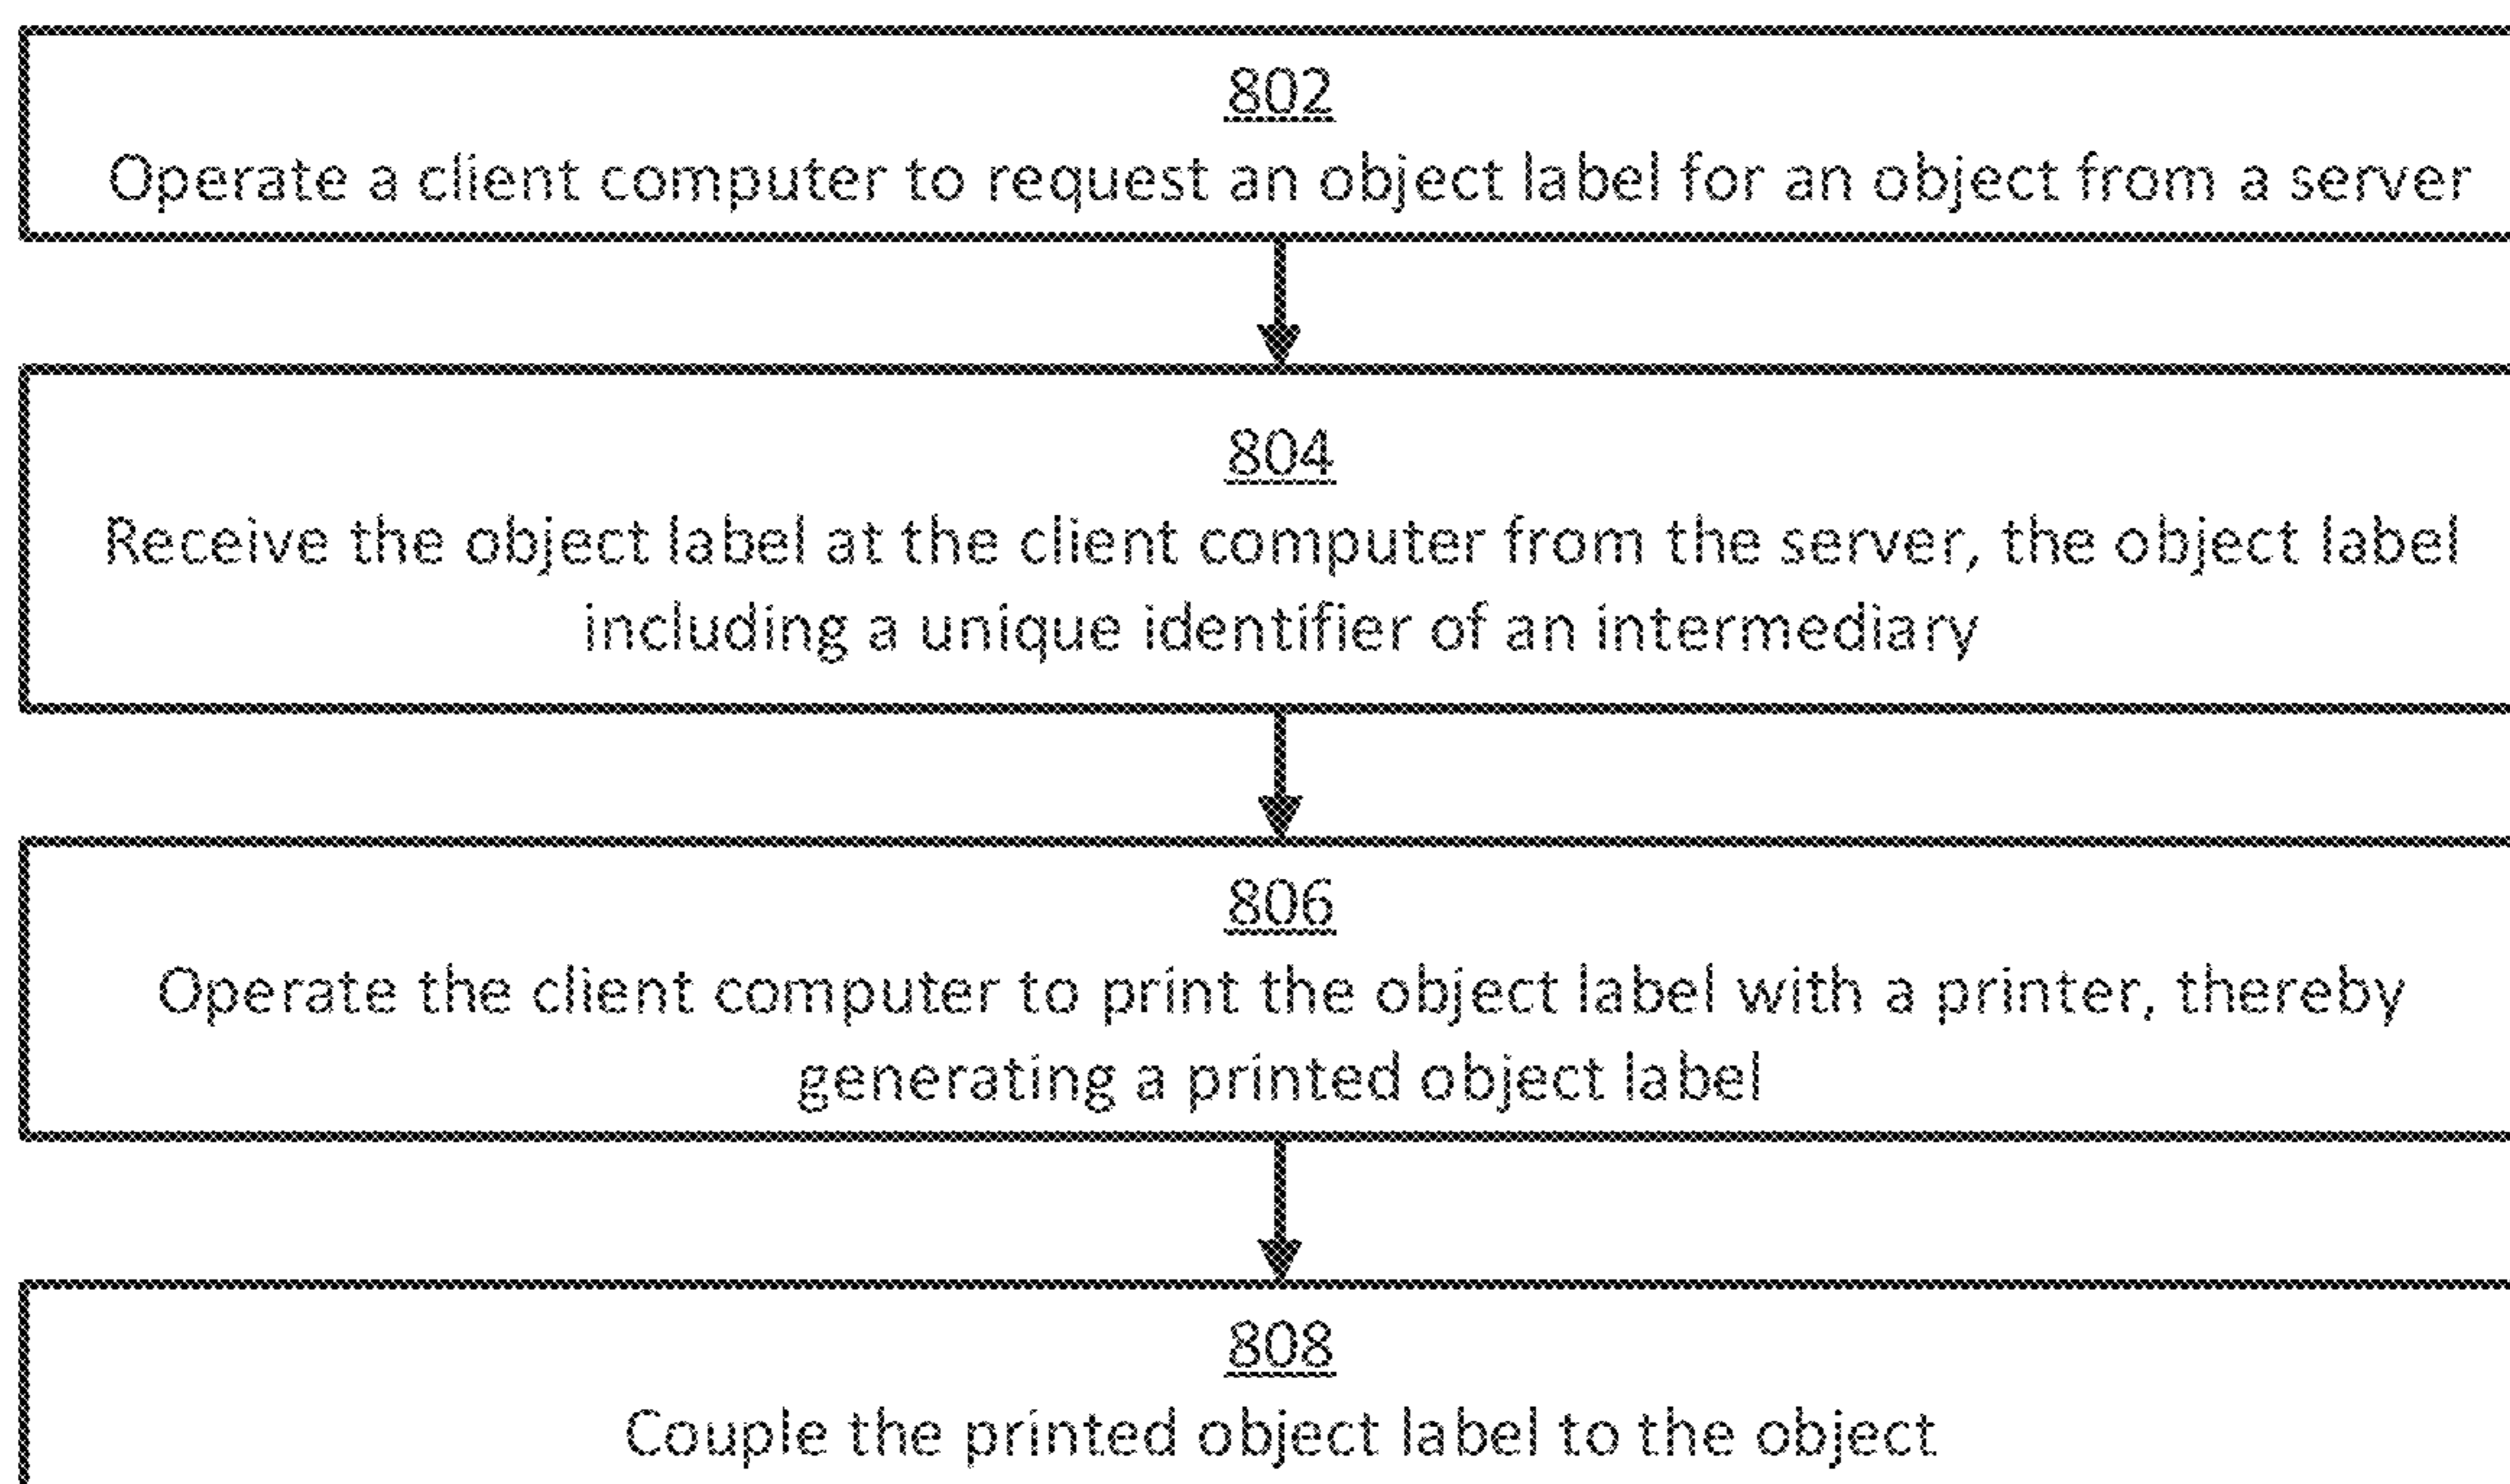 802
Operate a client computer to request an object label for an object from a server
804
Receive the object label at the client computer from the server, the object label
including a unique identifier of an intermediary
806
Operate the client computer to print the object label with a printer, thereby
generating a printed object label
808
Couple the printed object label to the object